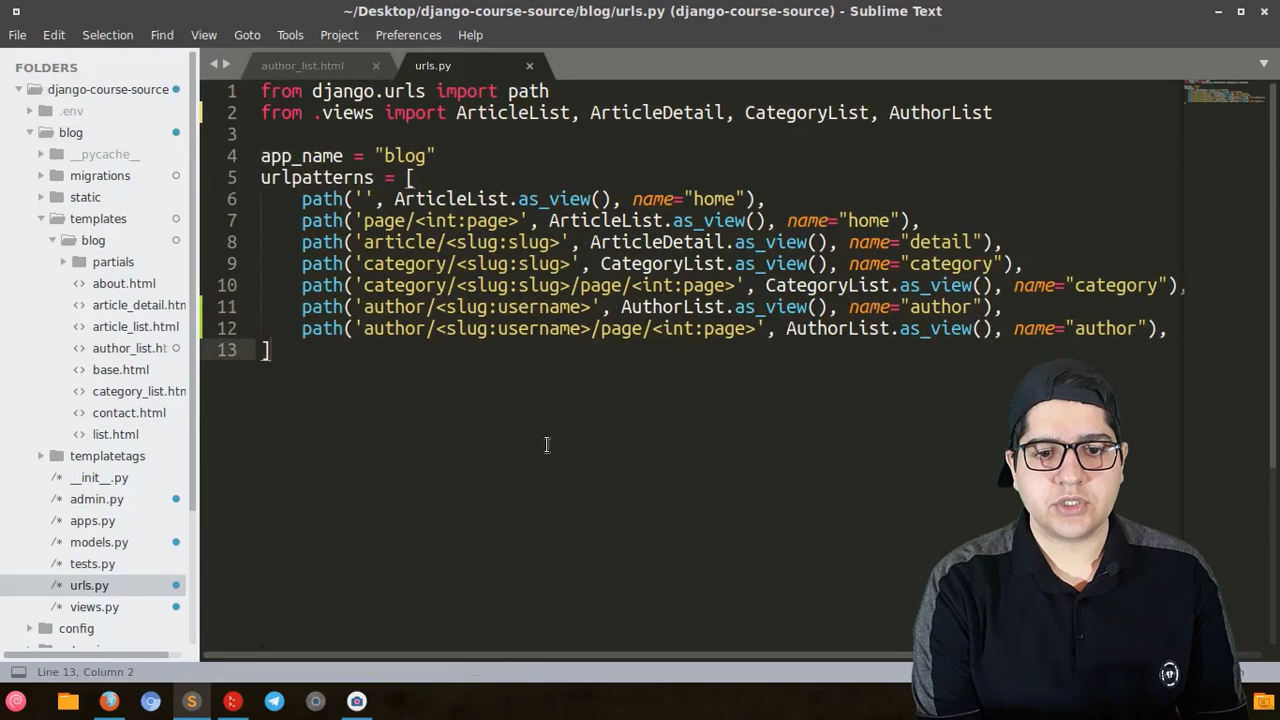 ~/Desktop/django-course-source/blog/urls.py (django-course-source) - Sublime Text
File Edit Selection Find View Goto Tools Project Preferences Help
FOLDERS
django-course-source
.env
blog
__pycache__
migrations
static
templates
blog
partials
about.html
article_detail.htn
article_list.html
author_list.ht
base.html
category_list.htn
contact.html
list.html
templatetags
__init__.py
admin.py
apps.py
models.py
tests.py
urls.py
views.py
config
author_list.html × urls.py ×
1 from django.urls import path
2 from .views import ArticleList, ArticleDetail, CategoryList, AuthorList
3
4 app_name = "blog"
5 urlpatterns = [
6 path('', ArticleList.as_view(), name="home"),
7 path('page/<int:page>', ArticleList.as_view(), name="home"),
8 path('article/<slug:slug>', ArticleDetail.as_view(), name="detail"),
9 path('category/<slug:slug>', CategoryList.as_view(), name="category"),
10 path('category/<slug:slug>/page/<int:page>', CategoryList.as_view(), name="category"),
11 path('author/<slug:username>', AuthorList.as_view(), name="author"),
12 path('author/<slug:username>/page/<int:page>', AuthorList.as_view(), name="author"),
13 ]
Line 13, Column 2